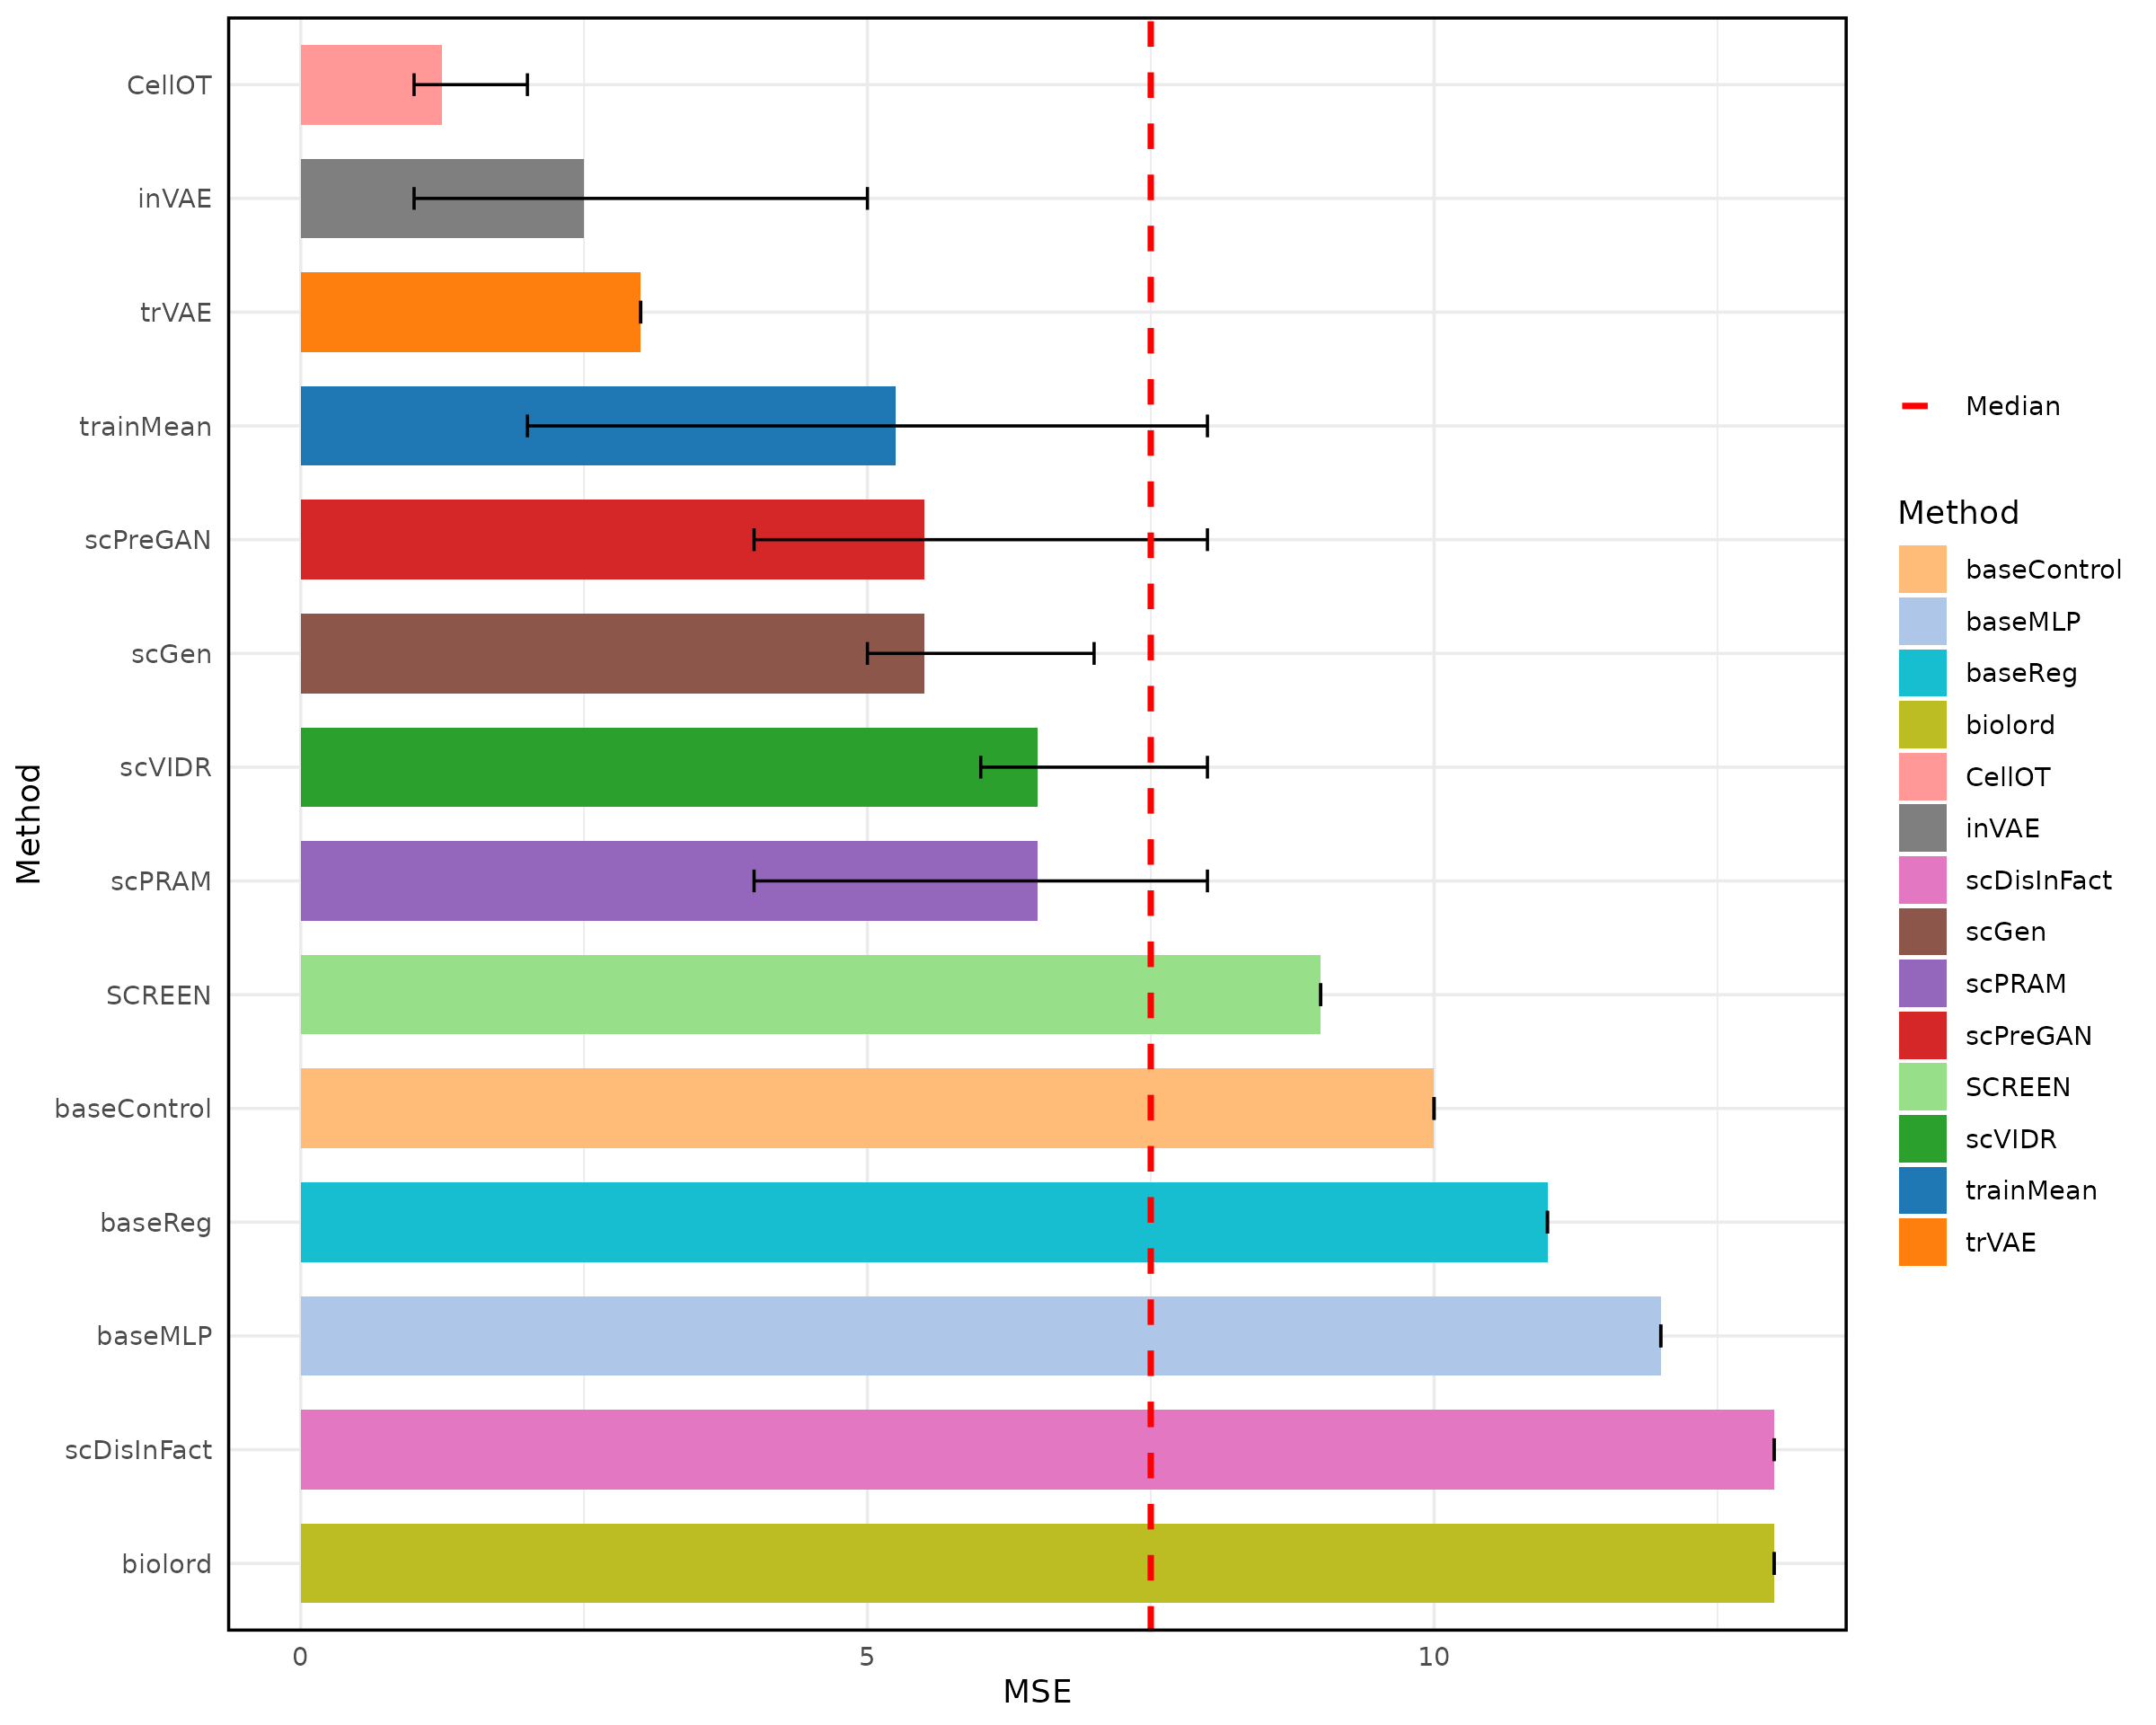 CellOT
inVAE
trVAE
trainMean
scPreGAN
scGen
scVIDR
scPRAM
SCREEN
baseControl
baseReg
baseMLP
scDisInFact
biolord
Method
0 5 10
MSE
Median
Method
baseControl
baseMLP
baseReg
biolord
CellOT
inVAE
scDisInFact
scGen
scPRAM
scPreGAN
SCREEN
scVIDR
trainMean
trVAE